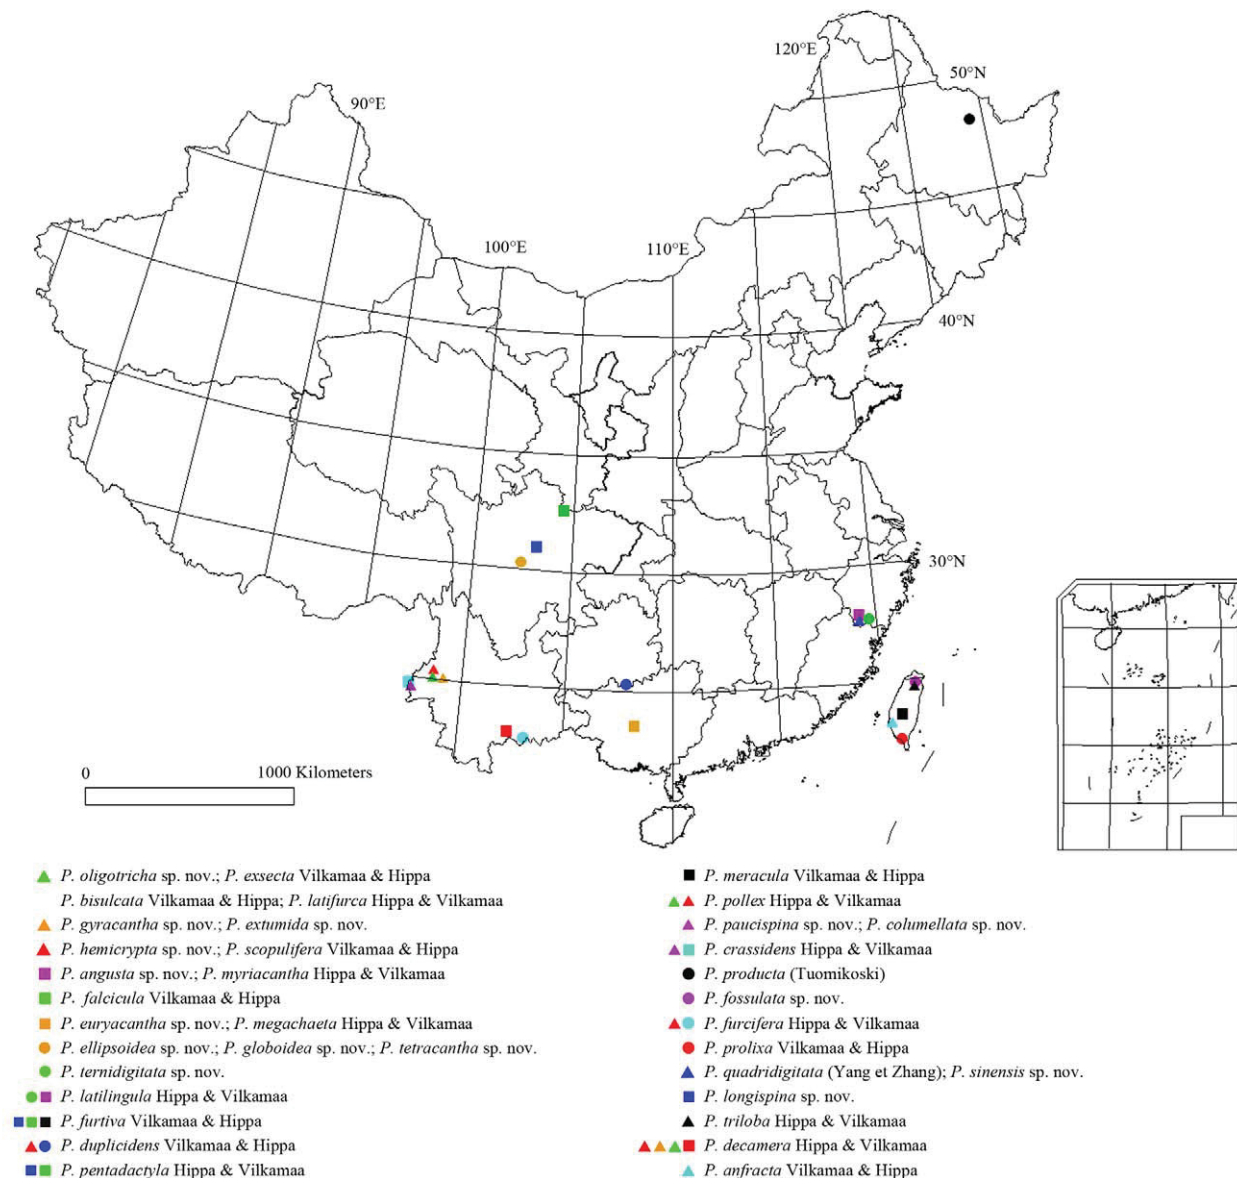 120°E
50°N
90°E
100°E
110°E
40°N
30°N
0 1000 Kilometers
P. oligotricha sp. nov.; P. exsecta Vilkamaa & Hippa
P. bisulcata Vilkamaa & Hippa; P. latifurca Hippa & Vilkamaa
P. gyracantha sp. nov.; P. extumida sp. nov.
P. hemicrypta sp. nov.; P. scopulifera Vilkamaa & Hippa
P. angusta sp. nov.; P. myriacantha Hippa & Vilkamaa
P. falcicula Vilkamaa & Hippa
P. euryacantha sp. nov.; P. megachaeta Hippa & Vilkamaa
P. ellipsoidea sp. nov.; P. globoidea sp. nov.; P. tetracantha sp. nov.
P. ternidigitata sp. nov.
P. latilingula Hippa & Vilkamaa
P. furtiva Vilkamaa & Hippa
P. duplicidens Vilkamaa & Hippa
P. pentadactyla Hippa & Vilkamaa
P. meracula Vilkamaa & Hippa
P. pollex Hippa & Vilkamaa
P. paucispina sp. nov.; P. columellata sp. nov.
P. crassidens Hippa & Vilkamaa
P. producta (Tuomikoski)
P. fossulata sp. nov.
P. furcifera Hippa & Vilkamaa
P. prolixa Vilkamaa & Hippa
P. quadridigitata (Yang et Zhang); P. sinensis sp. nov.
P. longispina sp. nov.
P. triloba Hippa & Vilkamaa
P. decamera Hippa & Vilkamaa
P. anfracta Vilkamaa & Hippa